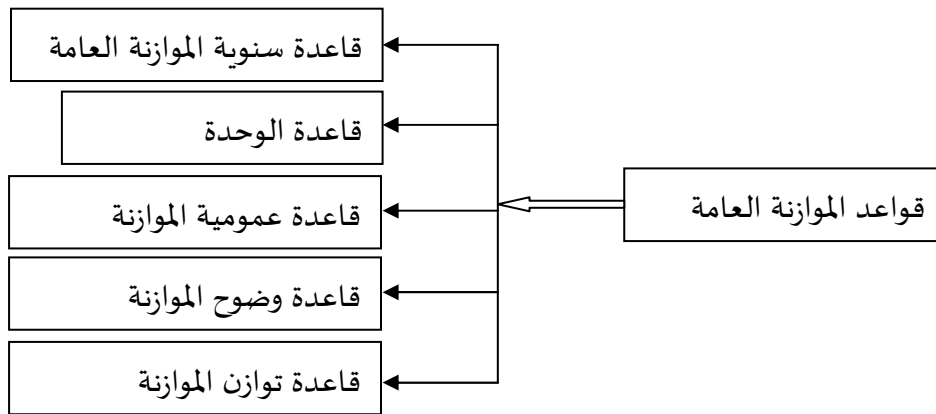 قواعد الموازنة العامة
قاعدة سنوية الموازنة العامة
قاعدة الوحدة
قاعدة عمومية الموازنة
قاعدة وضوح الموازنة
قاعدة توازن الموازنة